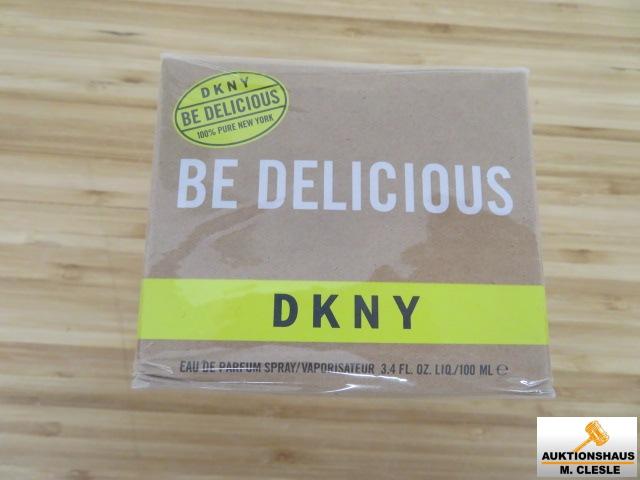 DKNY
BE DELICIOUS
100% PURE NEW YORK
BE DELICIOUS
DKNY
EAU DE PARFUM SPRAY/VAPORISATEUR 3.4 FL. OZ. LIQ./100 ML ℮
AUKTIONSHAUS
M. CLESLE